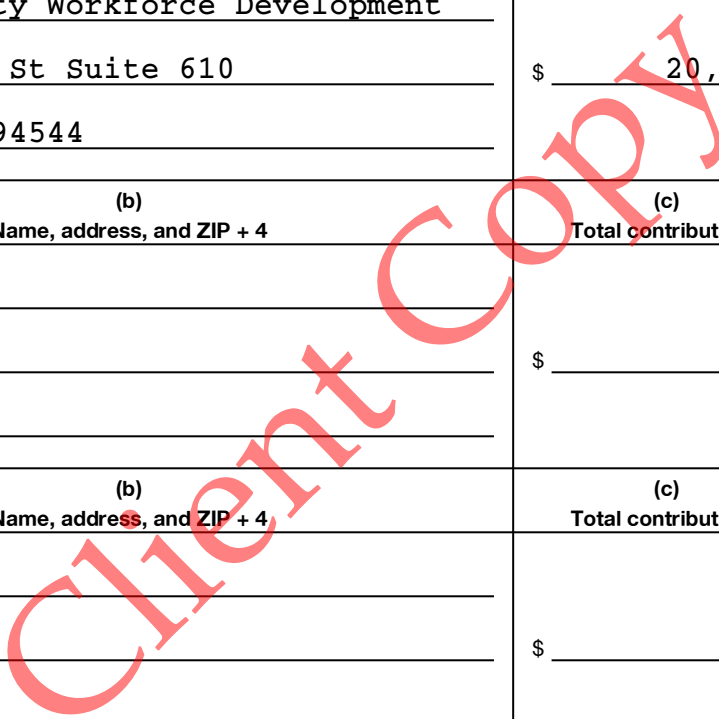 ty Workforce Development
St Suite 610
$ 20,
94544
(b)
(c)
Name, address, and ZIP + 4
Total contribut
$
(b)
(c)
Name, address, and ZIP + 4
Total contribut
$
Client Copy